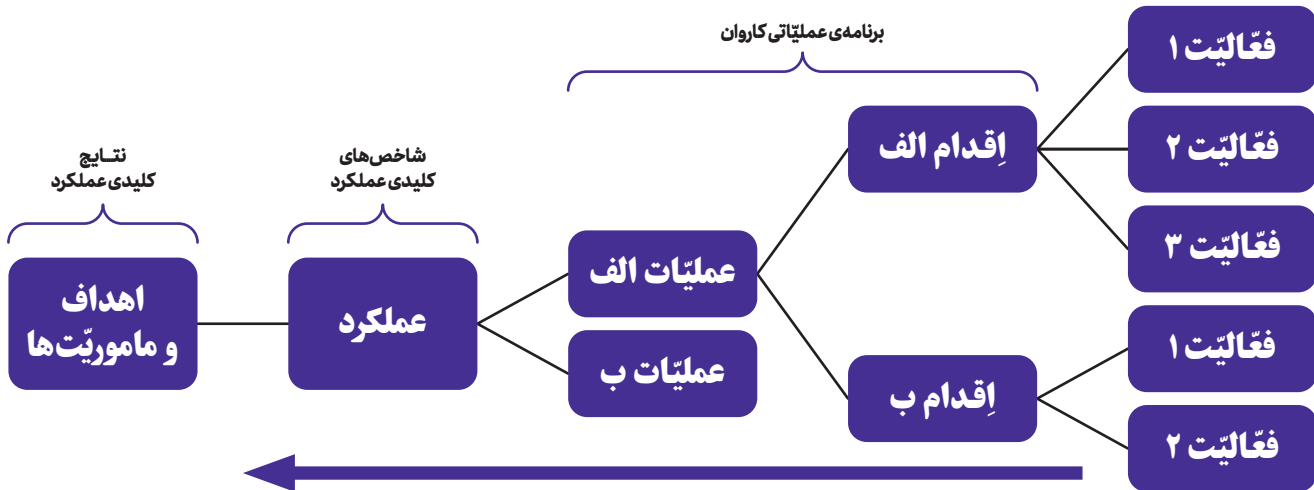 برنامه‌ی عملیّاتی کاروان
فعّالیّت ۱
فعّالیّت ۲
فعّالیّت ۳
فعّالیّت ۱
فعّالیّت ۲
اِقدام الف
اِقدام ب
عملیّات الف
عملیّات ب
شاخص‌های
کلیدی عملکرد
عملکرد
نتــایج
کلیدی عملکرد
اهداف
و ماموریّت‌ها